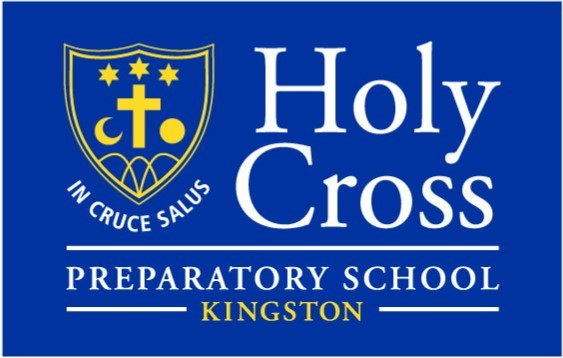 IN CRUCE SALUS
Holy
Cross
PREPARATORY SCHOOL
KINGSTON